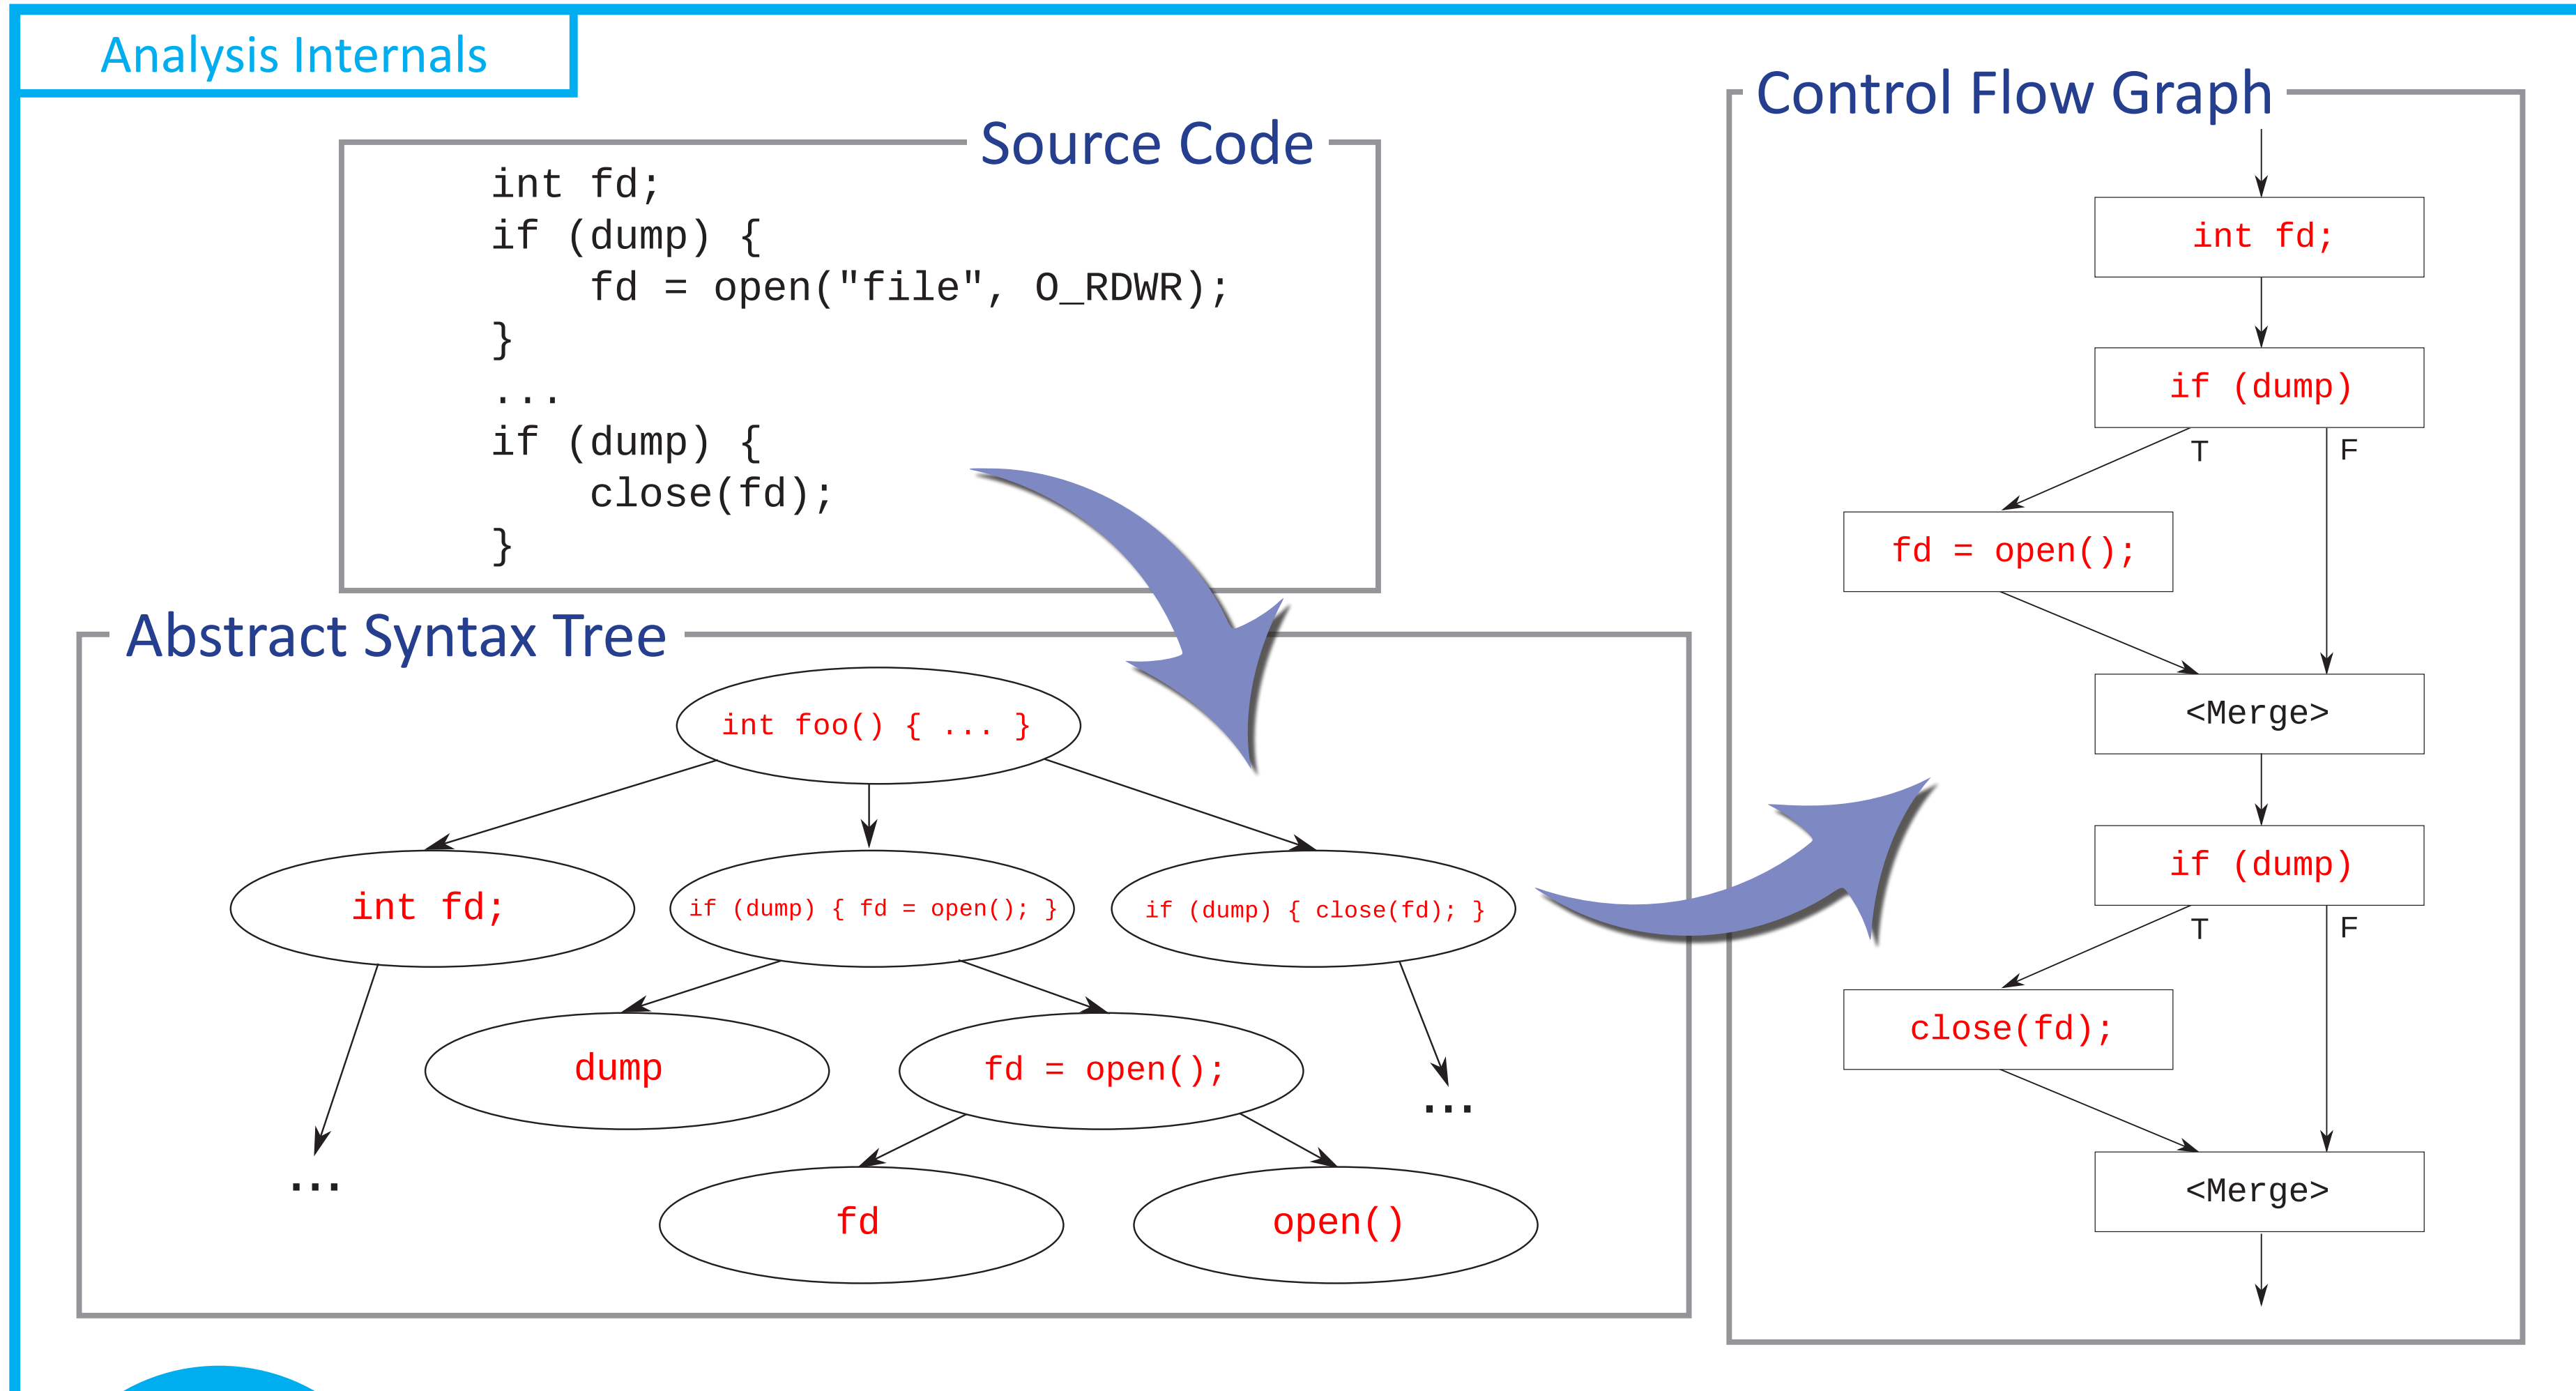 Analysis Internals
Source Code
int fd;
if (dump) {
fd = open("file", O_RDWR);
}
...
if (dump) {
close(fd);
}
Abstract Syntax Tree
int foo() { ... }
int fd;
if (dump) { fd = open(); }
if (dump) { close(fd); }
dump
fd = open();
...
...
fd
open()
Control Flow Graph
int fd;
if (dump)
T
F
fd = open();
<Merge>
if (dump)
T
F
close(fd);
<Merge>